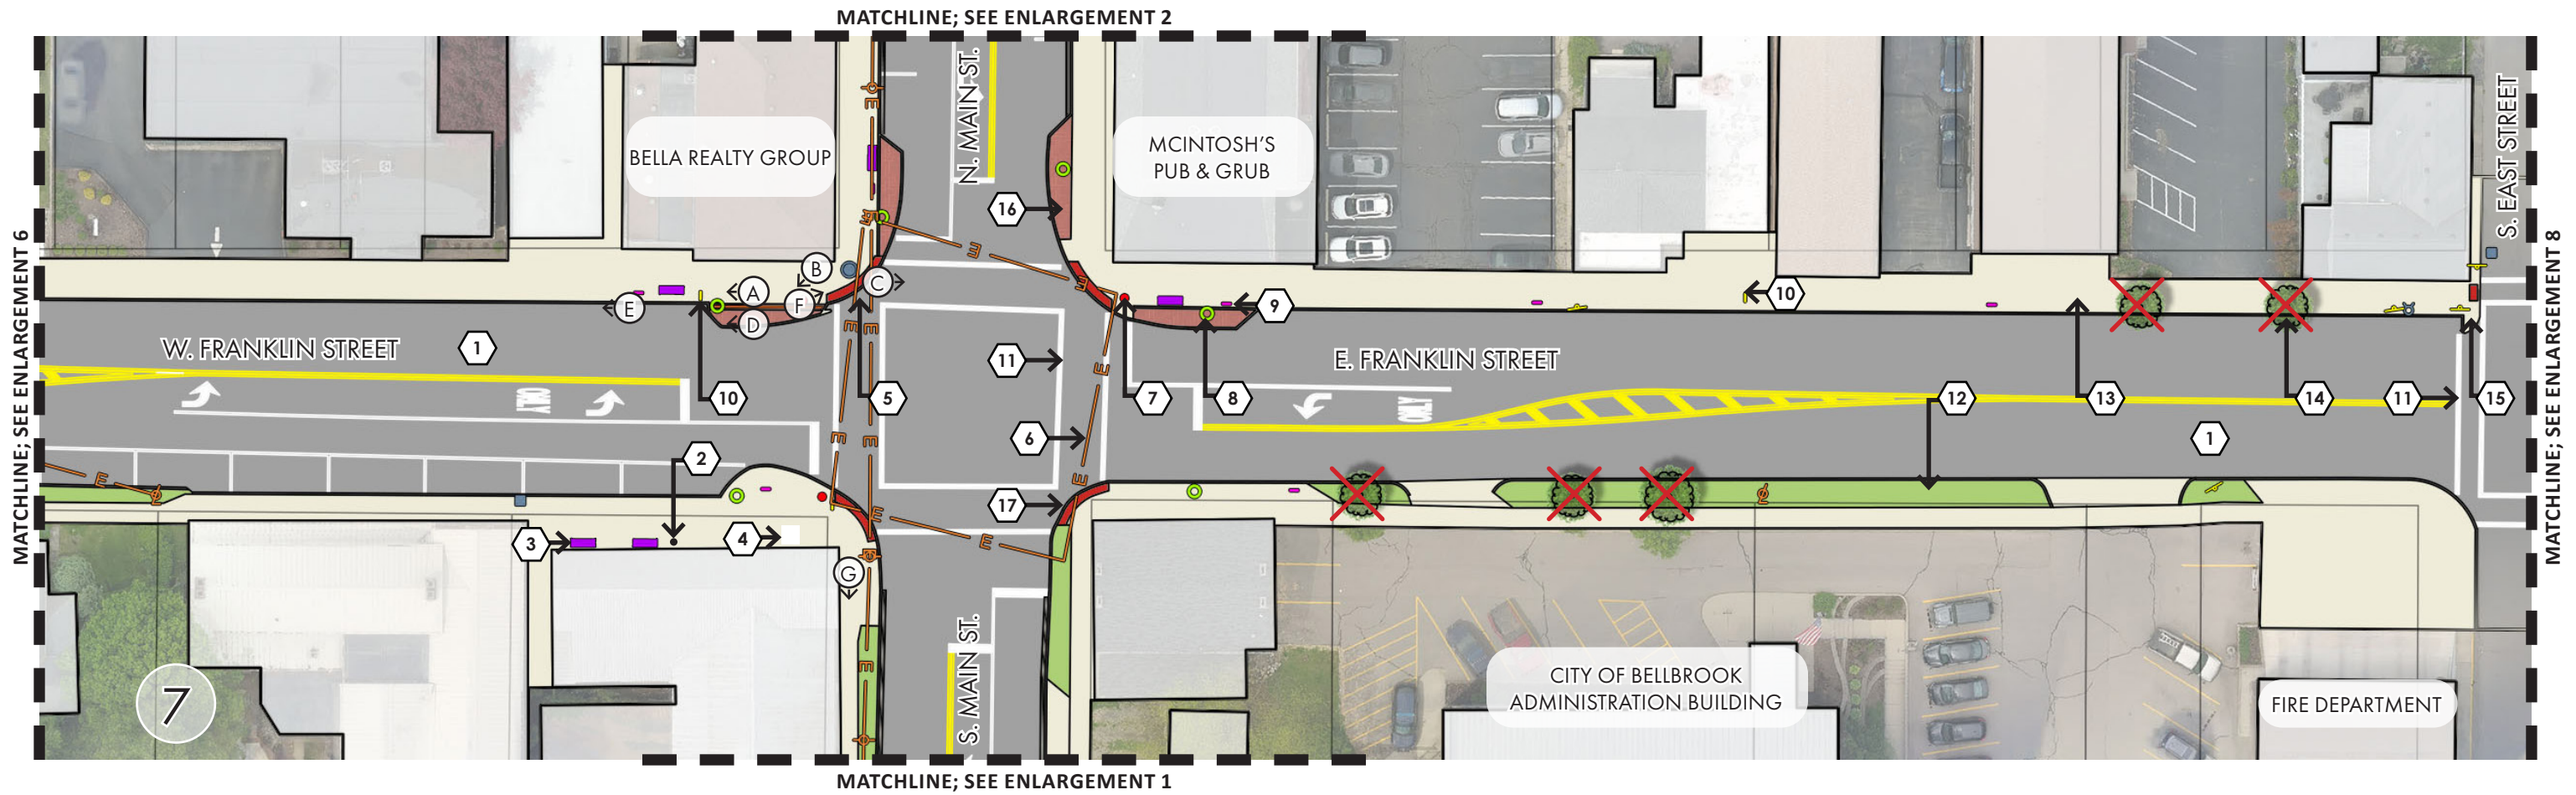 MATCHLINE; SEE ENLARGEMENT 2
MATCHLINE; SEE ENLARGEMENT 6
MATCHLINE; SEE ENLARGEMENT 8
N. MAIN ST.
S. EAST STREET
BELLA REALTY GROUP
MCINTOSH'S
PUB & GRUB
E
16
E
E
B
A
C
F
E
D
9
10
E
E
W. FRANKLIN STREET
1
11
E. FRANKLIN STREET
E
ONLY
10
5
7
8
ONLY
12
13
14
11
15
E
E
6
1
2
E
E
17
E
3
4
E
G
E
S. MAIN ST.
7
CITY OF BELLBROOK
ADMINISTRATION BUILDING
FIRE DEPARTMENT
MATCHLINE; SEE ENLARGEMENT 1